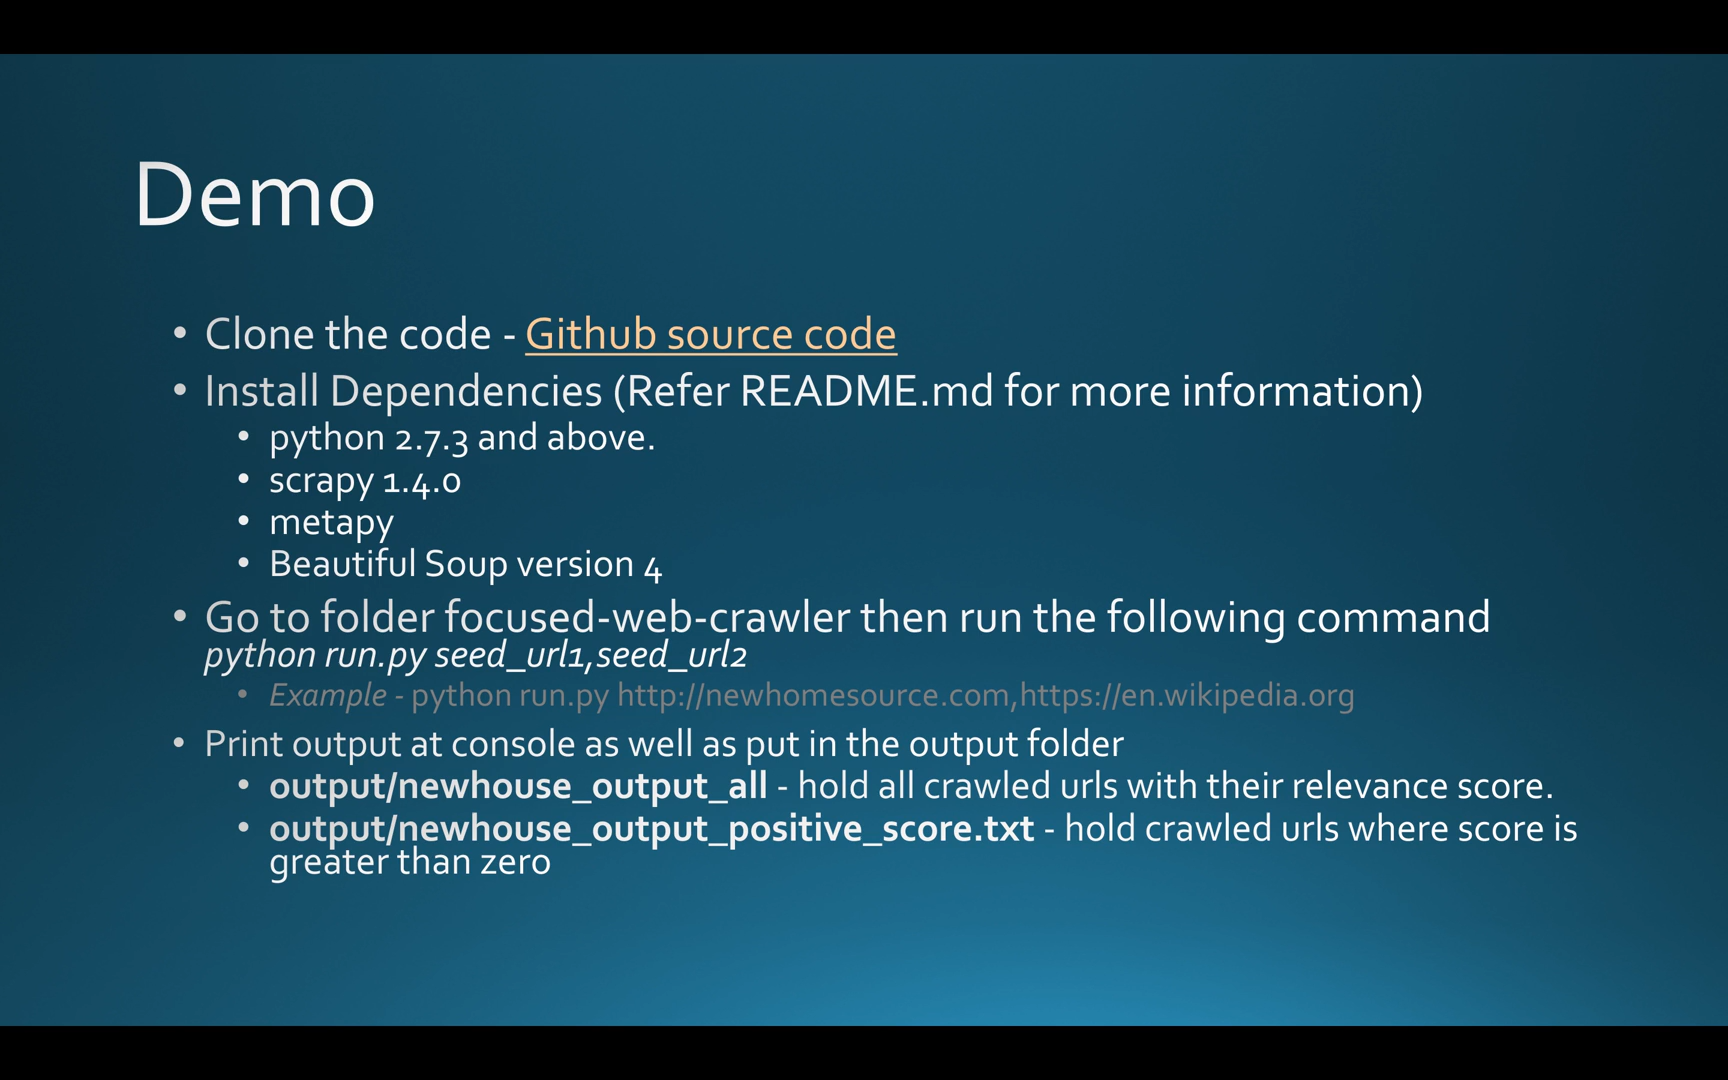 Demo
• Clone the code - Github source code
• Install Dependencies (Refer README.md for more information)
• python 2.7.3 and above.
• scrapy 1.4.0
• metapy
• Beautiful Soup version 4
• Go to folder focused-web-crawler then run the following command
python run.py seed_url1,seed_url2
• Example - python run.py http://newhomesource.com,https://en.wikipedia.org
• Print output at console as well as put in the output folder
• output/newhouse_output_all - hold all crawled urls with their relevance score.
• output/newhouse_output_positive_score.txt - hold crawled urls where score is
greater than zero